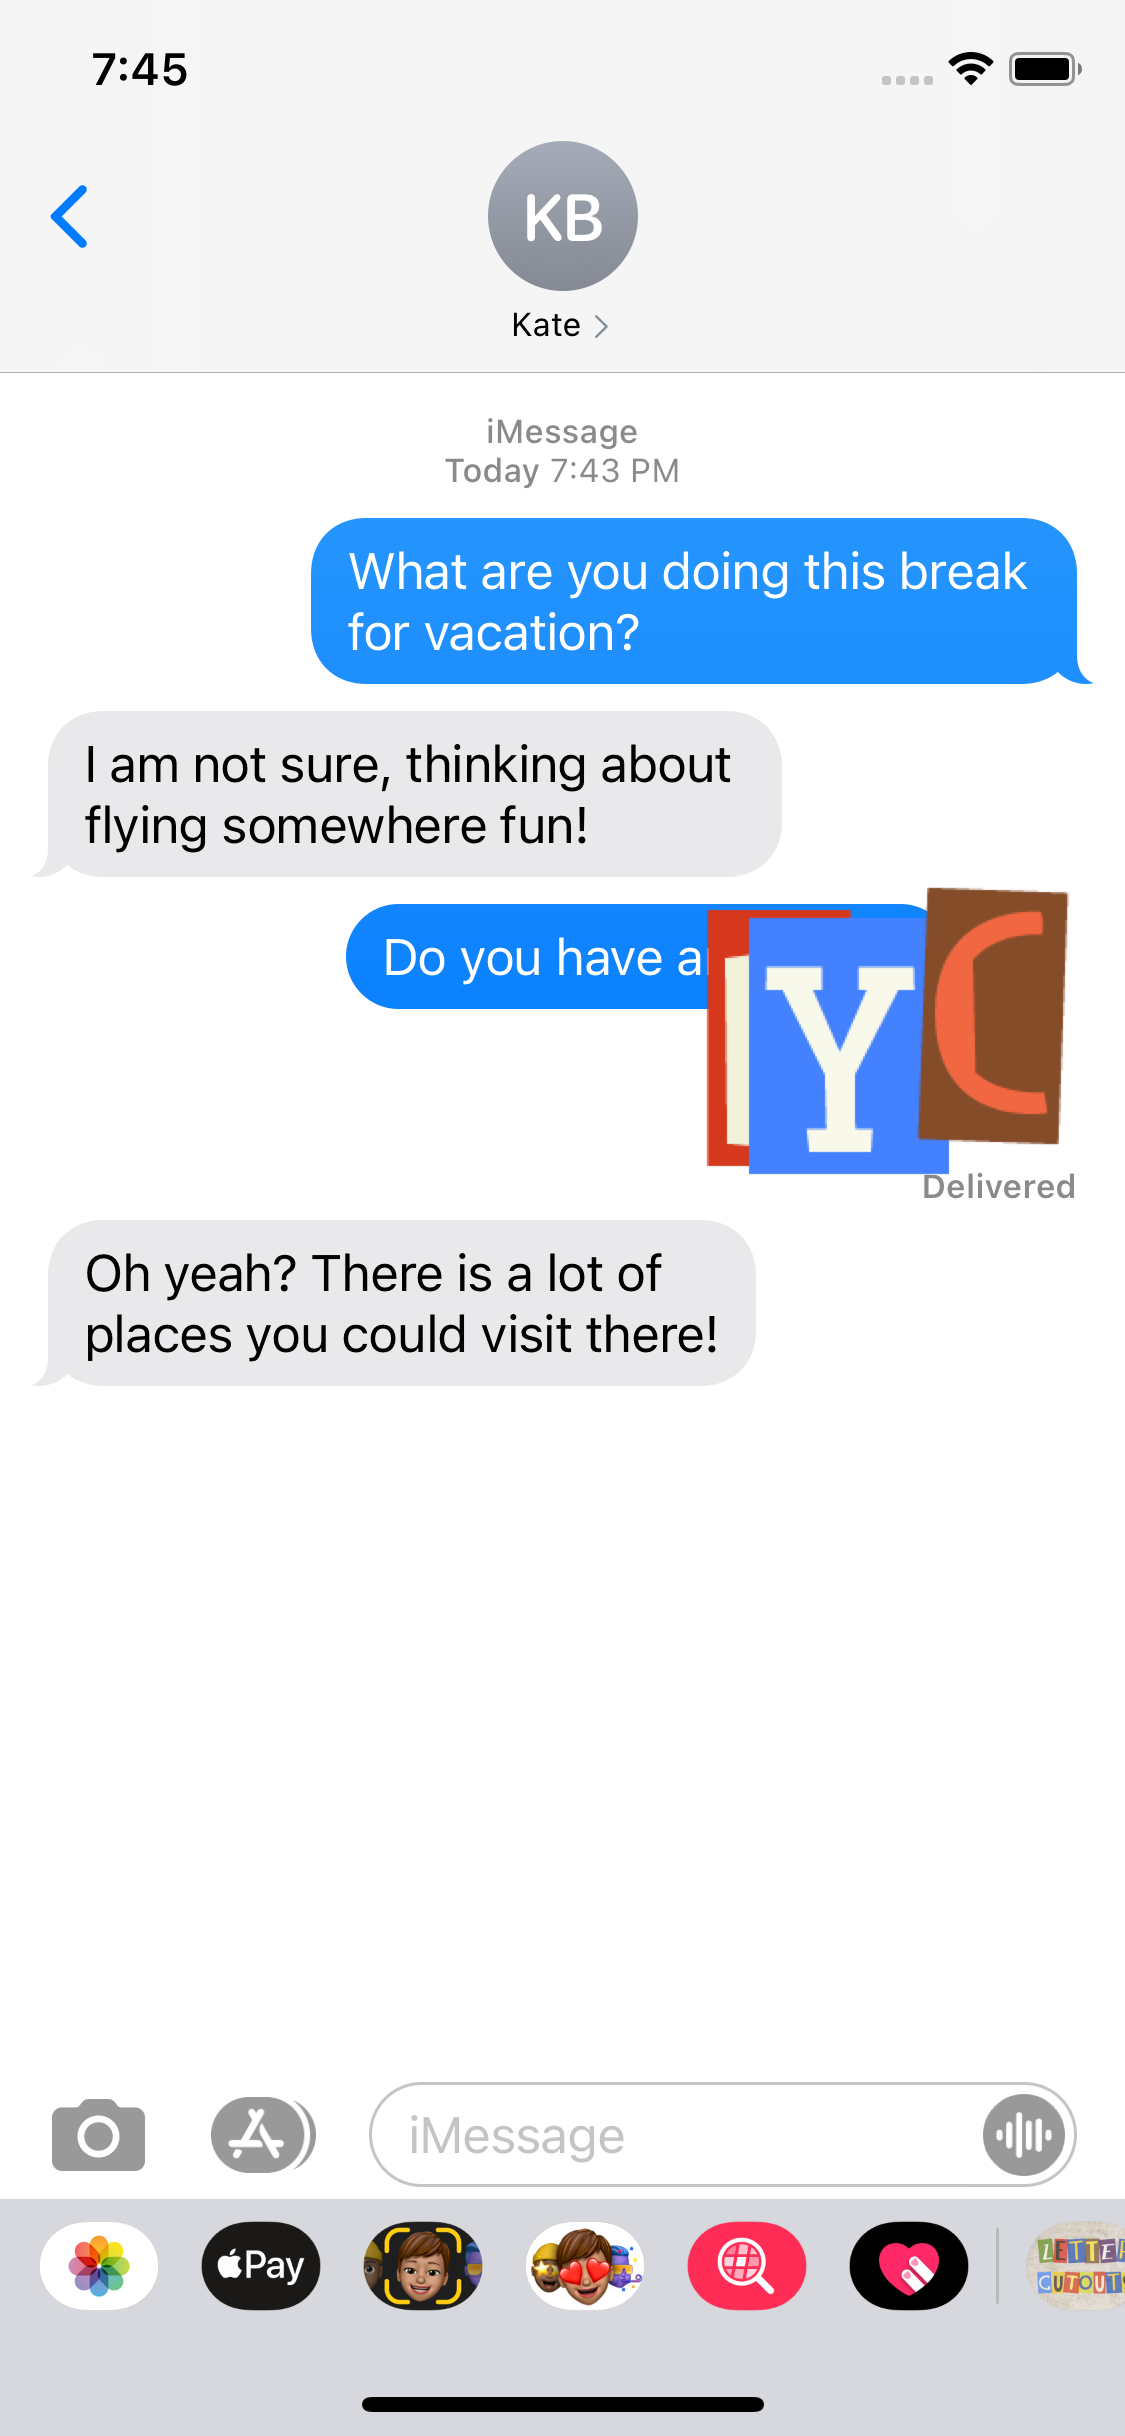 7:45
KB
Kate
iMessage
Today 7:43 PM
What are you doing this break
for vacation?
I am not sure, thinking about
flying somewhere fun!
Do you have
Y C
Delivered
Oh yeah? There is a lot of
places you could visit there!
iMessage
Pay
LETTER
CUTOUT